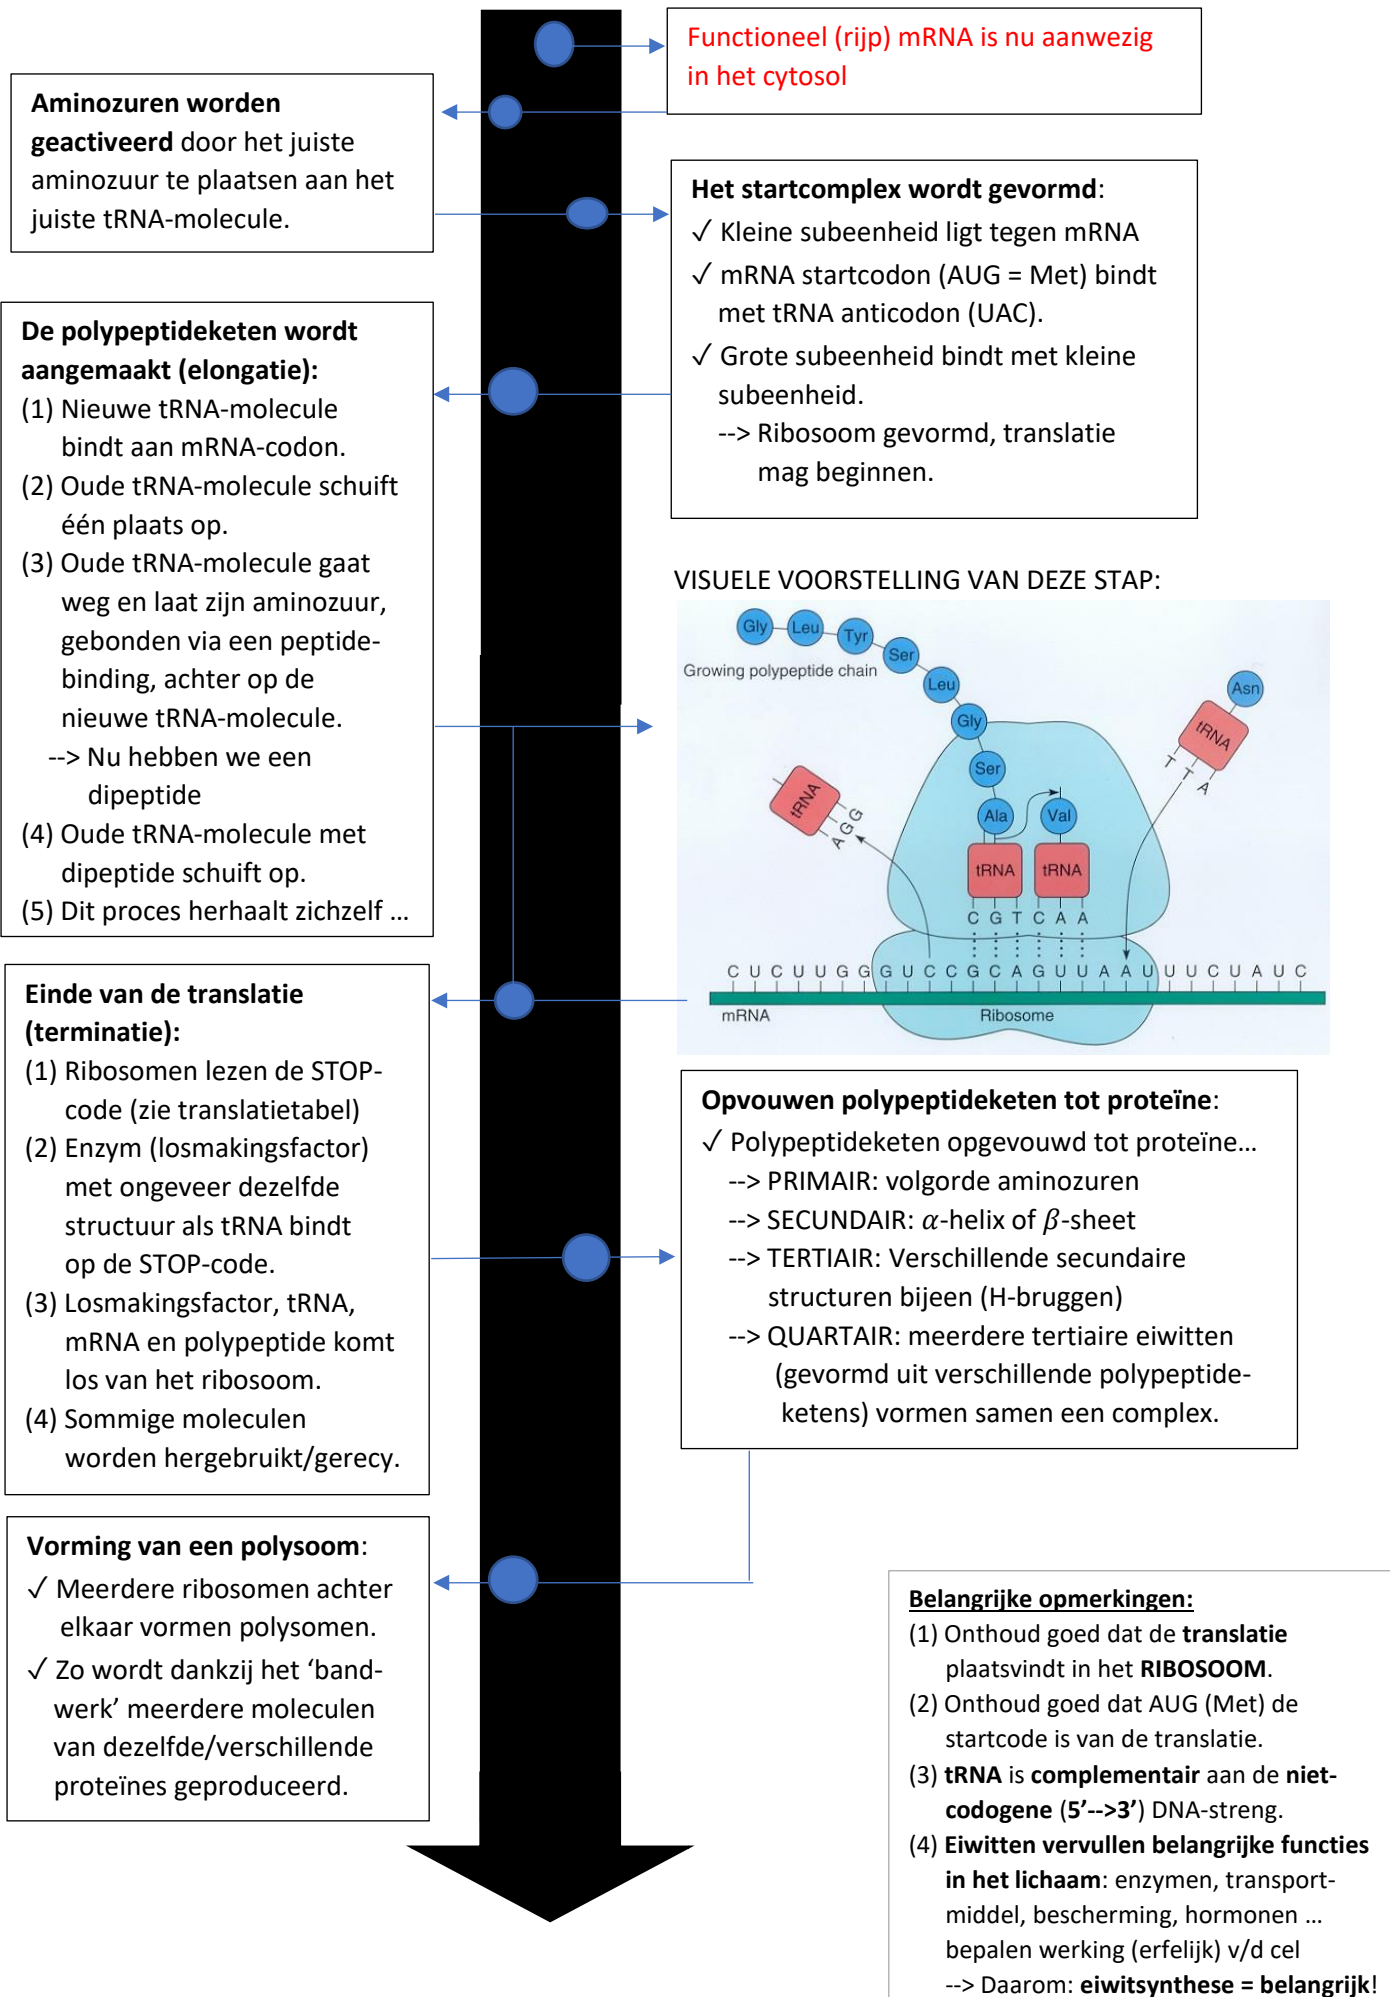 Functioneel (rijp) mRNA is nu aanwezig
in het cytosol
Aminozuren worden
geactiveerd door het juiste
aminozuur te plaatsen aan het
juiste tRNA-molecule.
Het startcomplex wordt gevormd:
✓ Kleine subeenheid ligt tegen mRNA
✓ mRNA startcodon (AUG = Met) bindt
met tRNA anticodon (UAC).
✓ Grote subeenheid bindt met kleine
subeenheid.
--> Ribosoom gevormd, translatie
mag beginnen.
De polypeptideketen wordt
aangemaakt (elongatie):
(1) Nieuwe tRNA-molecule
bindt aan mRNA-codon.
(2) Oude tRNA-molecule schuift
één plaats op.
(3) Oude tRNA-molecule gaat
weg en laat zijn aminozuur,
gebonden via een peptide-
binding, achter op de
nieuwe tRNA-molecule.
--> Nu hebben we een
dipeptide
(4) Oude tRNA-molecule met
dipeptide schuift op.
(5) Dit proces herhaalt zichzelf …
VISUELE VOORSTELLING VAN DEZE STAP:
Gly Leu Tyr Ser Leu Gly Ser Ala Val
Growing polypeptide chain
Asn
tRNA
T T A
tRNA
A G G
tRNA tRNA
C G T C A A
C U C U U G G G U C C G C A G U U A A U U U C U A U C
mRNA
Ribosome
Einde van de translatie
(terminatie):
(1) Ribosomen lezen de STOP-
code (zie translatietabel)
(2) Enzym (losmakingsfactor)
met ongeveer dezelfde
structuur als tRNA bindt
op de STOP-code.
(3) Losmakingsfactor, tRNA,
mRNA en polypeptide komt
los van het ribosoom.
(4) Sommige moleculen
worden hergebruikt/gerecy.
Opvouwen polypeptideketen tot proteïne:
✓ Polypeptideketen opgevouwd tot proteïne…
--> PRIMAIR: volgorde aminozuren
--> SECUNDAIR: α-helix of β-sheet
--> TERTIAIR: Verschillende secundaire
structuren bijeen (H-bruggen)
--> QUARTAIR: meerdere tertiaire eiwitten
(gevormd uit verschillende polypeptide-
ketens) vormen samen een complex.
Vorming van een polysoom:
✓ Meerdere ribosomen achter
elkaar vormen polysomen.
✓ Zo wordt dankzij het ‘band-
werk’ meerdere moleculen
van dezelfde/verschillende
proteïnes geproduceerd.
Belangrijke opmerkingen:
(1) Onthoud goed dat de translatie
plaatsvindt in het RIBOSOOM.
(2) Onthoud goed dat AUG (Met) de
startcode is van de translatie.
(3) tRNA is complementair aan de niet-
codogene (5’-->3’) DNA-streng.
(4) Eiwitten vervullen belangrijke functies
in het lichaam: enzymen, transport-
middel, bescherming, hormonen …
bepalen werking (erfelijk) v/d cel
--> Daarom: eiwitsynthese = belangrijk!